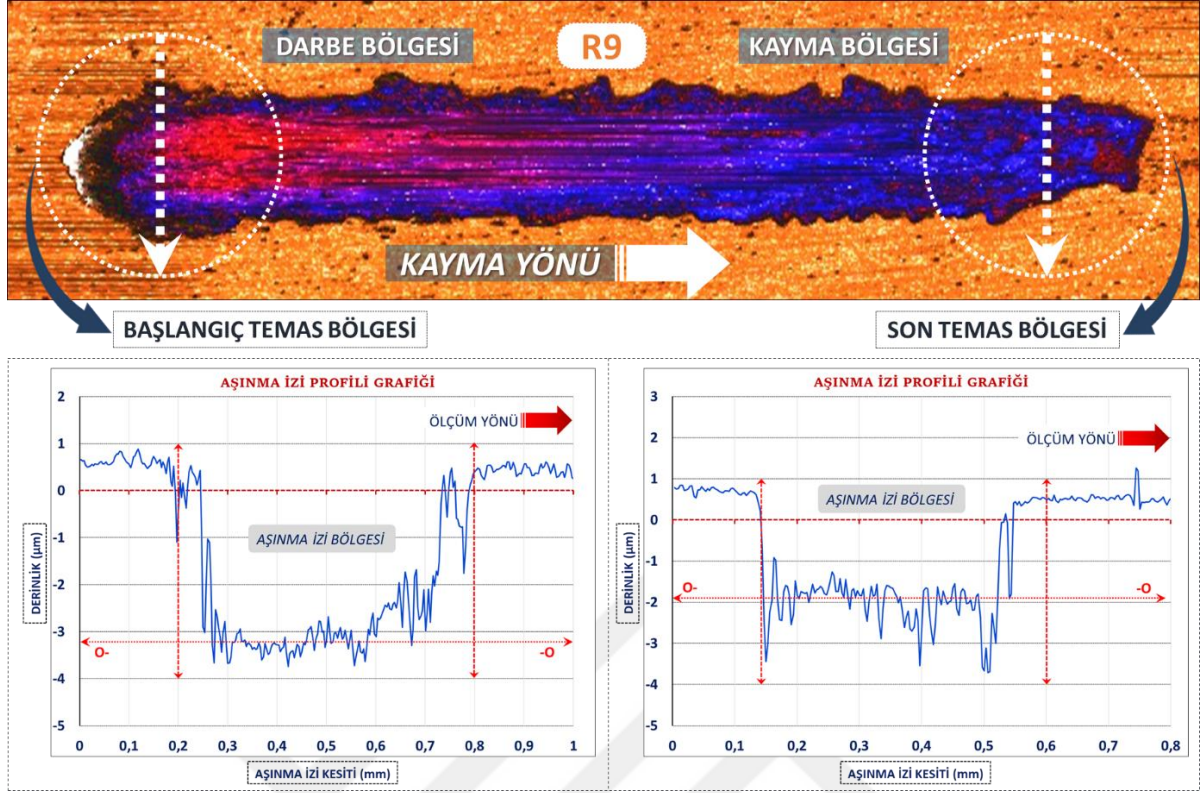 DARBE BÖLGESİ
R9
KAYMA BÖLGESİ
KAYMA YÖNÜ
BAŞLANGIÇ TEMAS BÖLGESİ
SON TEMAS BÖLGESİ
AŞINMA İZİ PROFİLİ GRAFİĞİ
2
1
0
-1
-2
-3
-4
-5
DERİNLİK (µm)
ÖLÇÜM YÖNÜ
AŞINMA İZİ BÖLGESİ
O-
-O
0 0,1 0,2 0,3 0,4 0,5 0,6 0,7 0,8 0,9 1
AŞINMA İZİ KESİTİ (mm)
AŞINMA İZİ PROFİLİ GRAFİĞİ
3
2
1
0
-1
-2
-3
-4
-5
DERİNLİK (µm)
ÖLÇÜM YÖNÜ
AŞINMA İZİ BÖLGESİ
O-
-O
0 0,1 0,2 0,3 0,4 0,5 0,6 0,7 0,8
AŞINMA İZİ KESİTİ (mm)